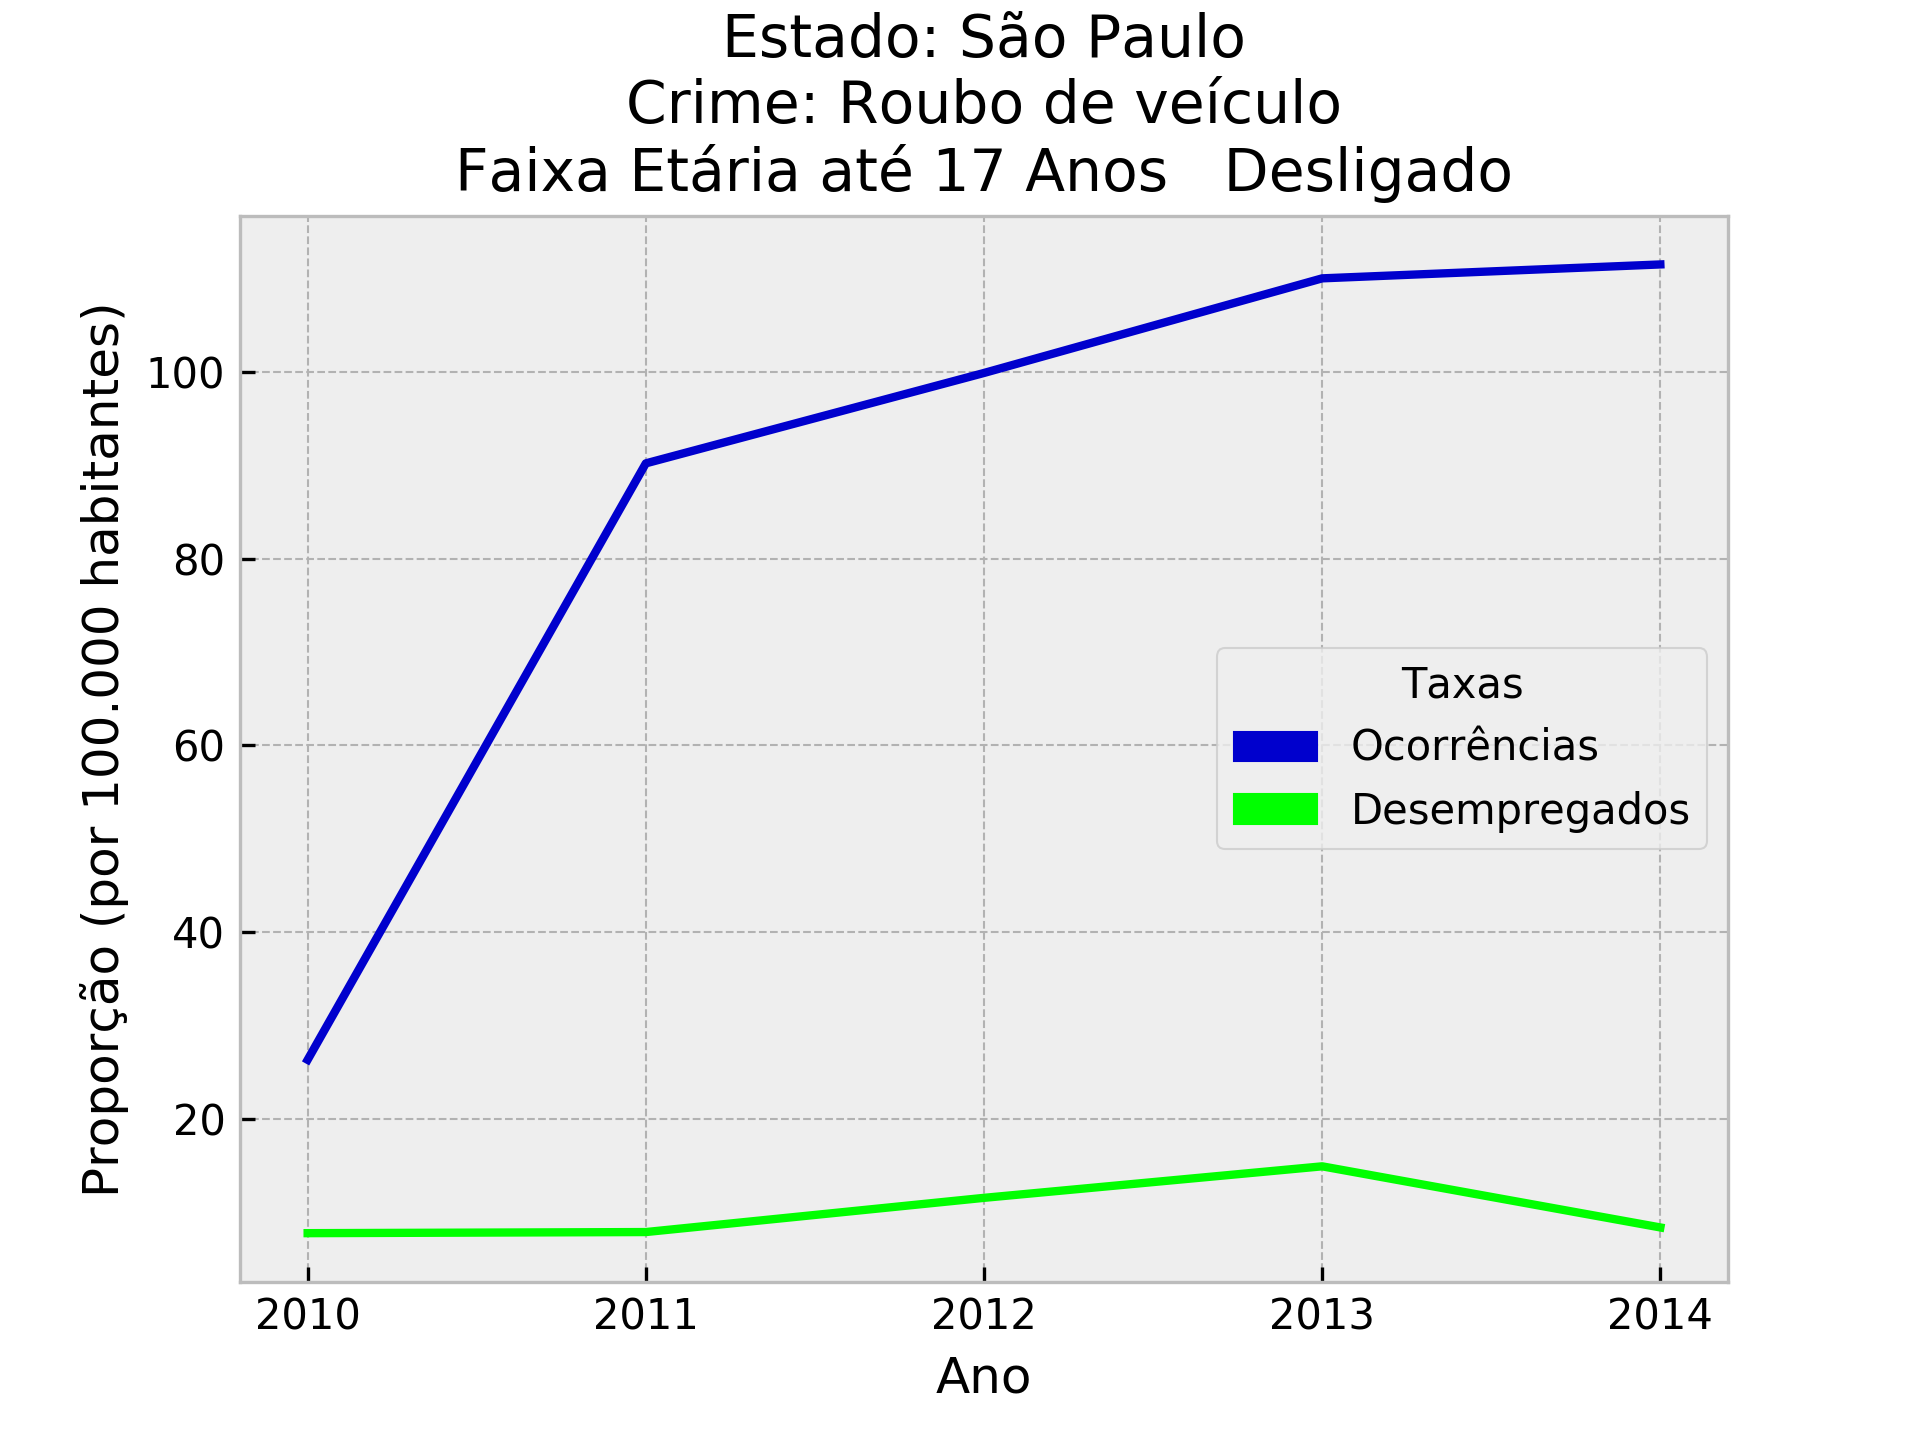 Estado: São Paulo
Crime: Roubo de veículo
Faixa Etária até 17 Anos   Desligado
Proporção (por 100.000 habitantes)
100
80
60
40
20
Taxas
Ocorrências
Desempregados
2010 2011 2012 2013 2014
Ano